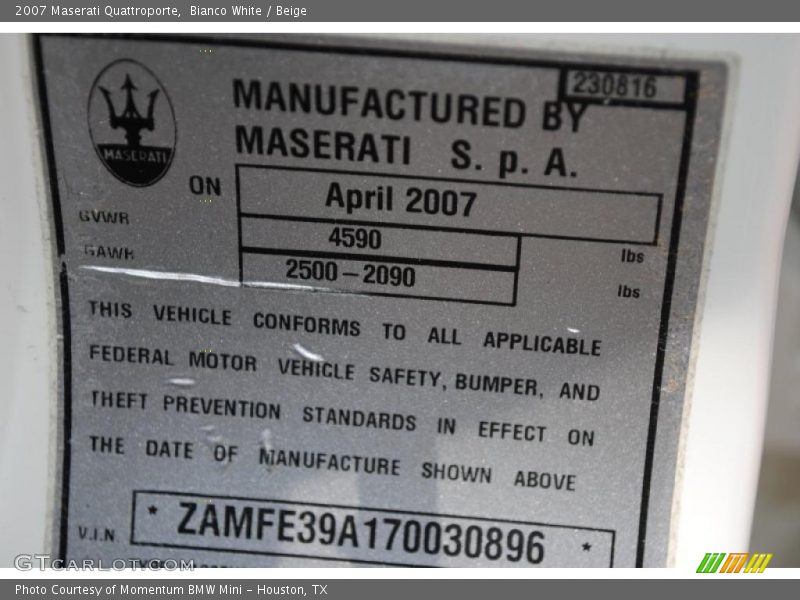 2007 Maserati Quattroporte, Bianco White / Beige
230816
MASERATI
MANUFACTURED BY
MASERATI S. p. A.
ON April 2007
GVWR 4590 lbs
GAWR 2500-2090 lbs
THIS VEHICLE CONFORMS TO ALL APPLICABLE
FEDERAL MOTOR VEHICLE SAFETY, BUMPER, AND
THEFT PREVENTION STANDARDS IN EFFECT ON
THE DATE OF MANUFACTURE SHOWN ABOVE
V.I.N. * ZAMFE39A170030896 *
GTCARLOT.COM
Photo Courtesy of Momentum BMW Mini - Houston, TX